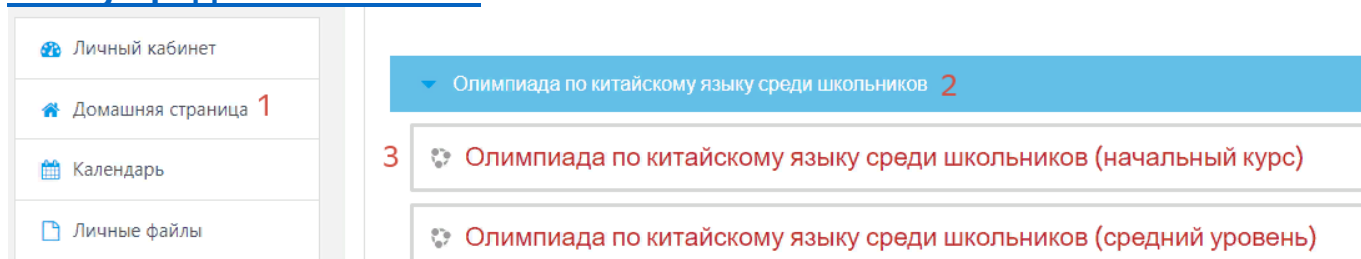 Личный кабинет
Домашняя страница 1
Календарь
Личные файлы
Олимпиада по китайскому языку среди школьников 2
3 Олимпиада по китайскому языку среди школьников (начальный курс)
Олимпиада по китайскому языку среди школьников (средний уровень)